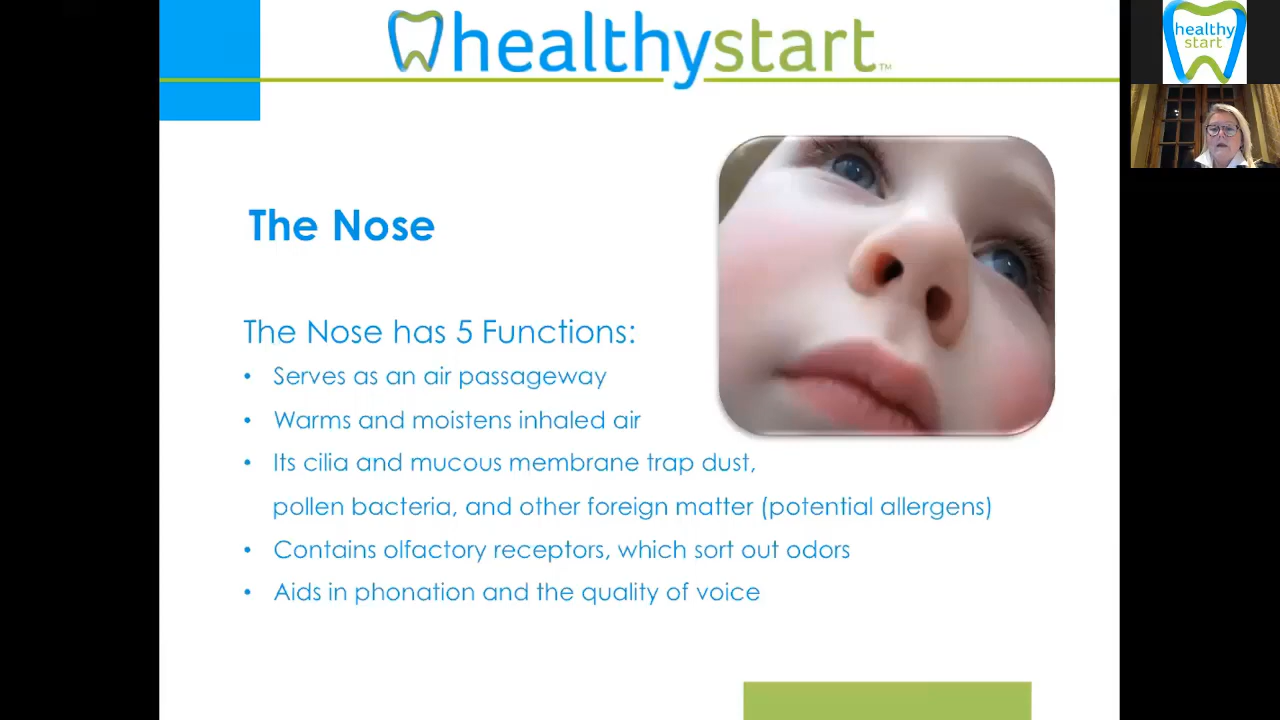 healthystart™
healthy
start
The Nose
The Nose has 5 Functions:
• Serves as an air passageway
• Warms and moistens inhaled air
• Its cilia and mucous membrane trap dust,
pollen bacteria, and other foreign matter (potential allergens)
• Contains olfactory receptors, which sort out odors
• Aids in phonation and the quality of voice